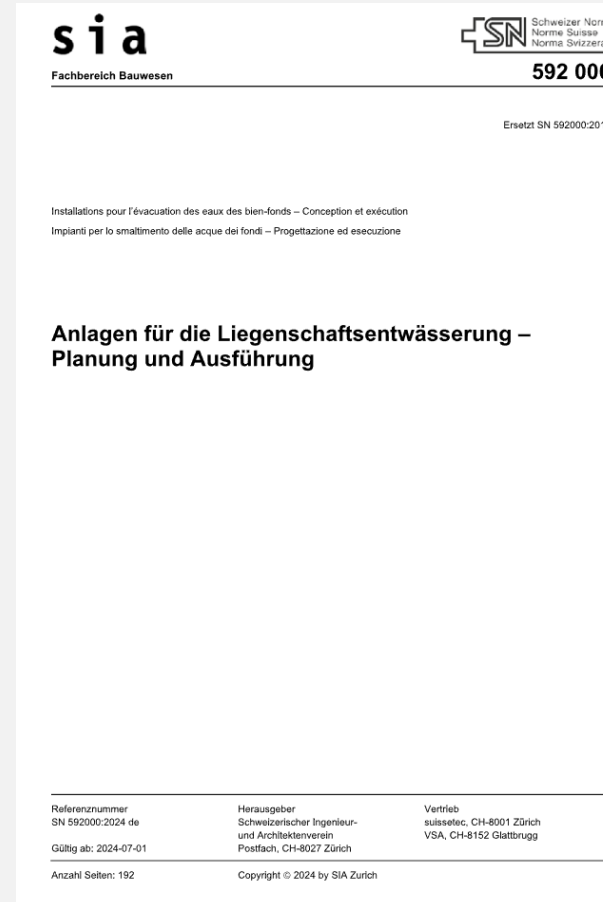 sia
Schweizer Nor
Norme Suisse
Norma Svizzera
Fachbereich Bauwesen
592 000
Ersetzt SN 592000:201
Installations pour l'évacuation des eaux des bien-fonds – Conception et exécution
Impianti per lo smaltimento delle acque dei fondi – Progettazione ed esecuzione
Anlagen für die Liegenschaftsentwässerung –
Planung und Ausführung
Referenznummer
SN 592000:2024 de
Gültig ab: 2024-07-01
Herausgeber
Schweizerischer Ingenieur-
und Architektenverein
Postfach, CH-8027 Zürich
Vertrieb
suissetec, CH-8001 Zürich
VSA, CH-8152 Glattbrugg
Anzahl Seiten: 192
Copyright © 2024 by SIA Zurich